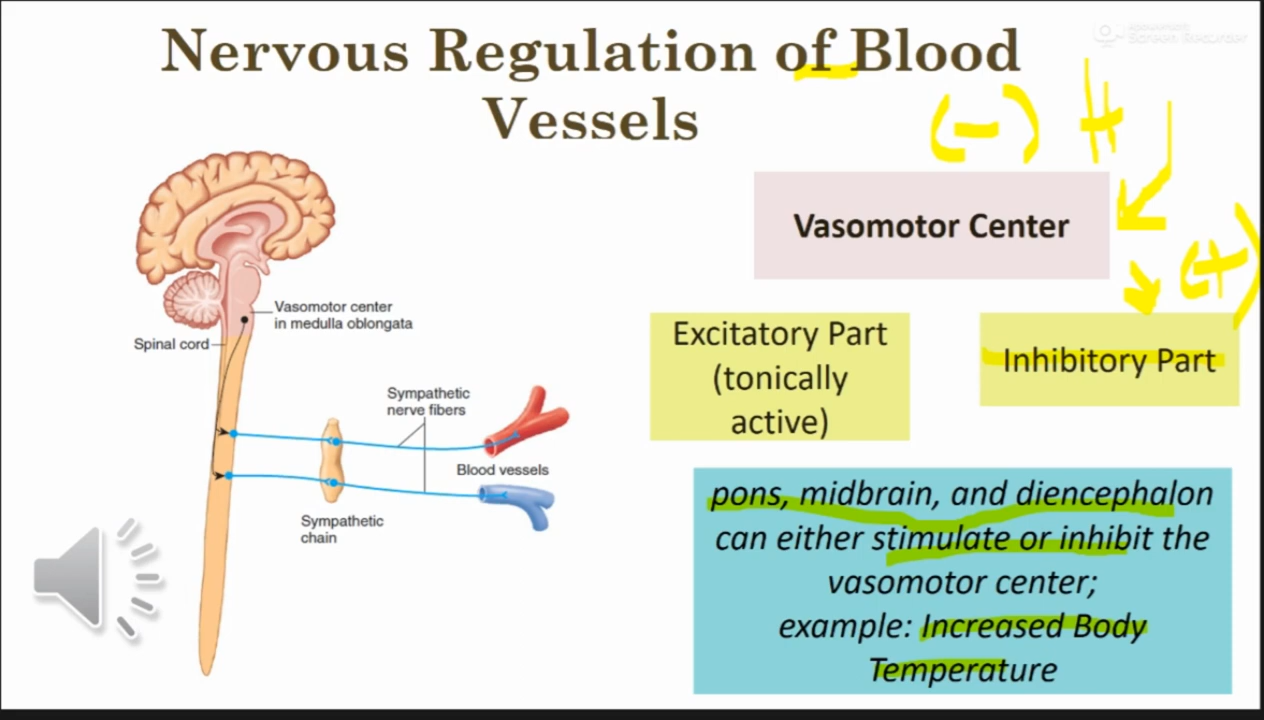 Nervous Regulation of Blood
Vessels
Screen Recorder
(-) +
Vasomotor Center
(+)
Vasomotor center
in medulla oblongata
Spinal cord
Excitatory Part
(tonically
active)
Inhibitory Part
Sympathetic
nerve fibers
Blood vessels
Sympathetic
chain
pons, midbrain, and diencephalon
can either stimulate or inhibit the
vasomotor center;
example: Increased Body
Temperature